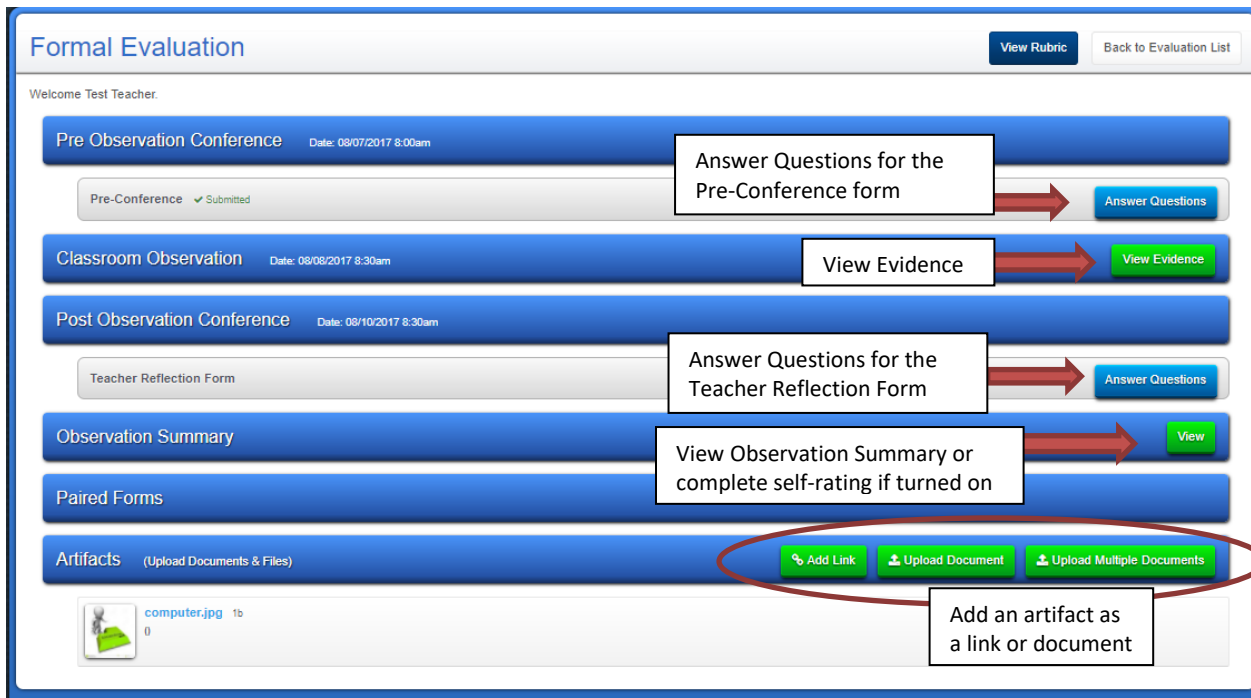 Formal Evaluation
View Rubric
Back to Evaluation List
Welcome Test Teacher.
Pre Observation Conference Date: 08/07/2017 8:00am
Answer Questions for the
Pre-Conference form
Pre-Conference ✓ Submitted
Answer Questions
Classroom Observation Date: 08/08/2017 8:30am
View Evidence
View Evidence
Post Observation Conference Date: 08/10/2017 8:30am
Answer Questions for the
Teacher Reflection Form
Teacher Reflection Form
Answer Questions
Observation Summary
View
View Observation Summary or
complete self-rating if turned on
Paired Forms
Artifacts (Upload Documents & Files)
Add Link
Upload Document
Upload Multiple Documents
computer.jpg 1b
()
Add an artifact as
a link or document